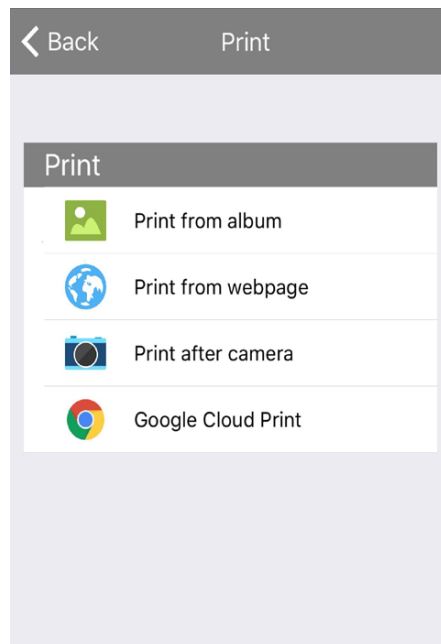 Back
Print
Print
Print from album
Print from webpage
Print after camera
Google Cloud Print